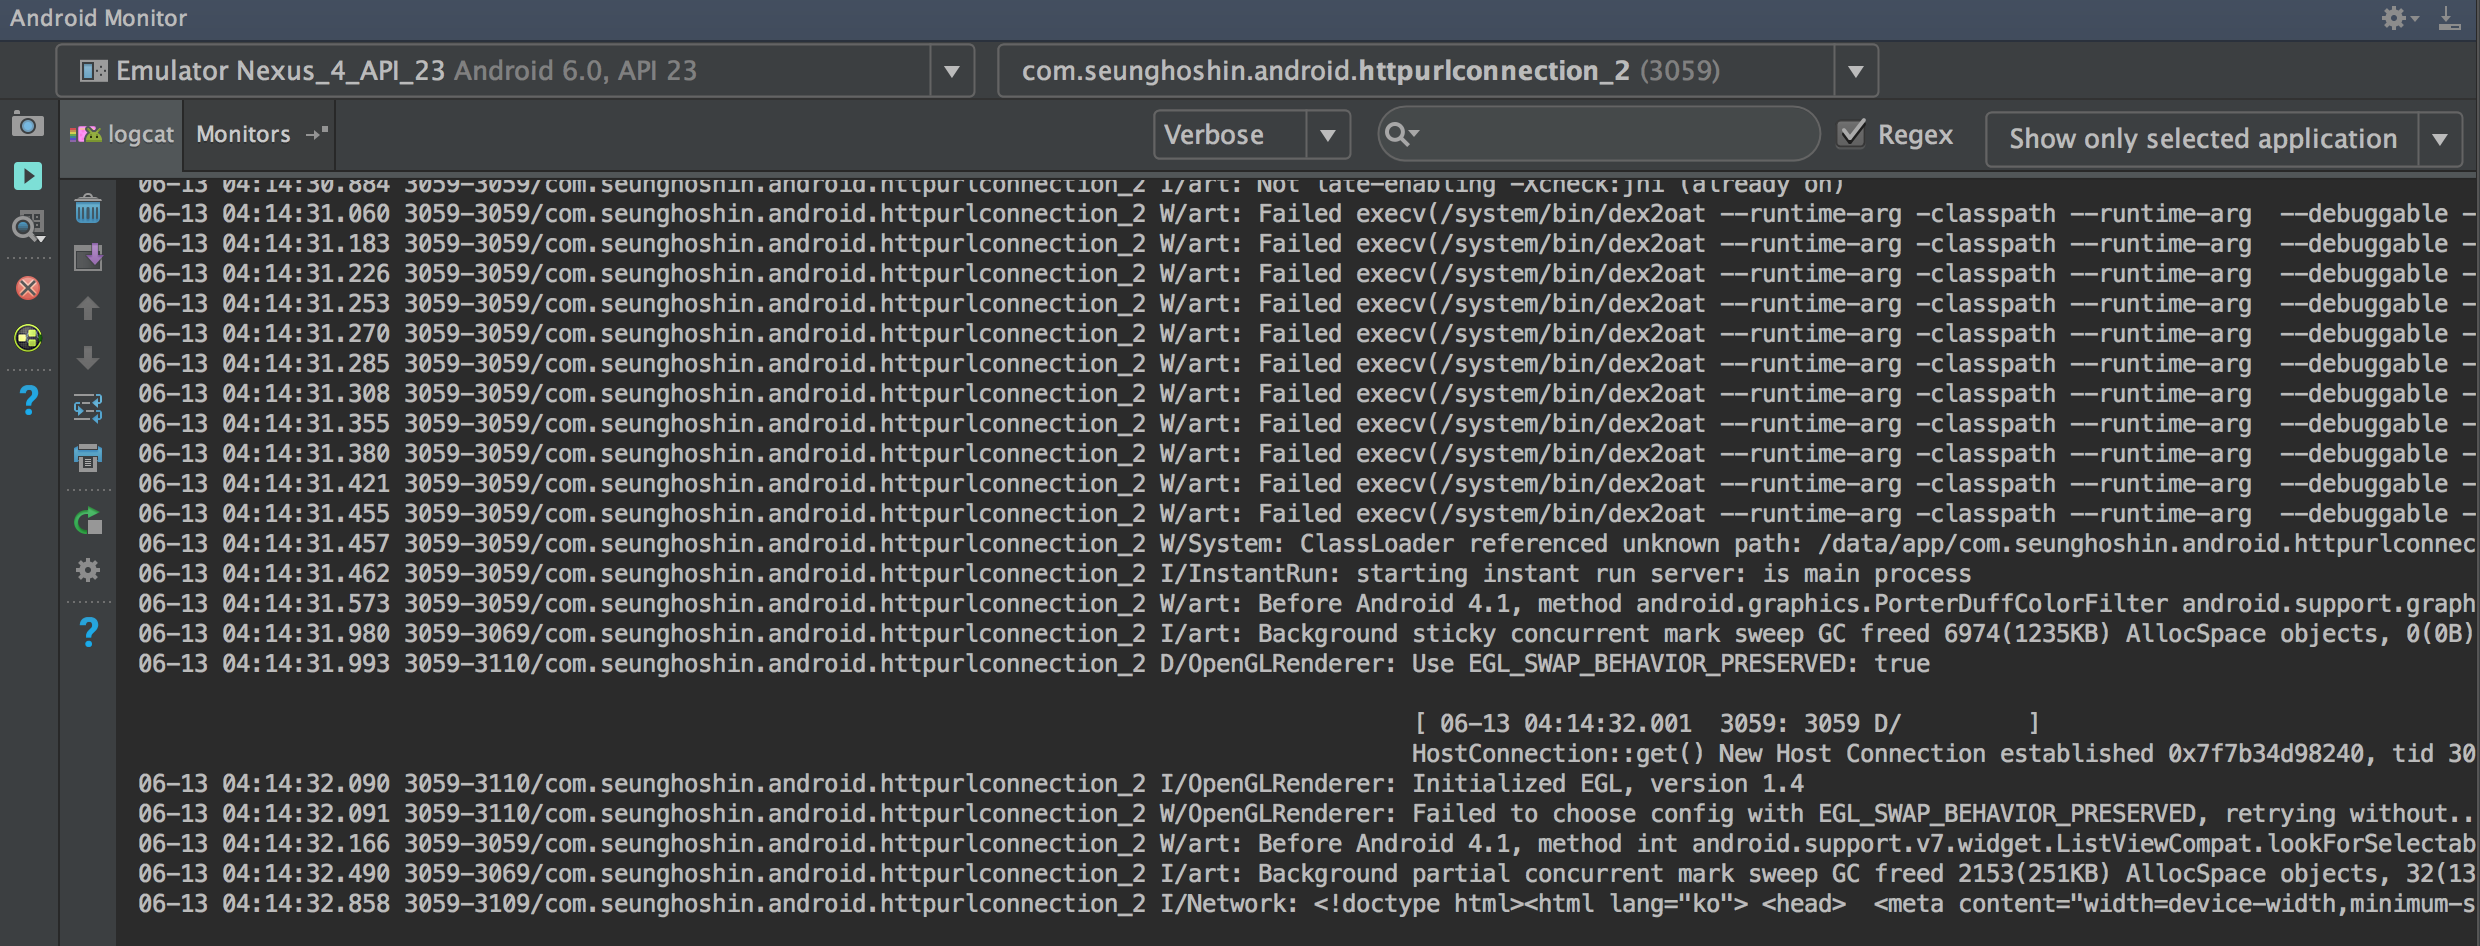 Android Monitor
Emulator Nexus_4_API_23 Android 6.0, API 23
com.seunghoshin.android.httpurlconnection_2 (3059)
logcat
Monitors
Verbose
Regex
Show only selected application
06-13 04:14:30.884 3059-3059/com.seunghoshin.android.httpurlconnection_2 I/art: Not late-enabling -Xcheck:jni (already on)
06-13 04:14:31.060 3059-3059/com.seunghoshin.android.httpurlconnection_2 W/art: Failed execv(/system/bin/dex2oat --runtime-arg -classpath --runtime-arg  --debuggable -
06-13 04:14:31.183 3059-3059/com.seunghoshin.android.httpurlconnection_2 W/art: Failed execv(/system/bin/dex2oat --runtime-arg -classpath --runtime-arg  --debuggable -
06-13 04:14:31.226 3059-3059/com.seunghoshin.android.httpurlconnection_2 W/art: Failed execv(/system/bin/dex2oat --runtime-arg -classpath --runtime-arg  --debuggable -
06-13 04:14:31.253 3059-3059/com.seunghoshin.android.httpurlconnection_2 W/art: Failed execv(/system/bin/dex2oat --runtime-arg -classpath --runtime-arg  --debuggable -
06-13 04:14:31.270 3059-3059/com.seunghoshin.android.httpurlconnection_2 W/art: Failed execv(/system/bin/dex2oat --runtime-arg -classpath --runtime-arg  --debuggable -
06-13 04:14:31.285 3059-3059/com.seunghoshin.android.httpurlconnection_2 W/art: Failed execv(/system/bin/dex2oat --runtime-arg -classpath --runtime-arg  --debuggable -
06-13 04:14:31.308 3059-3059/com.seunghoshin.android.httpurlconnection_2 W/art: Failed execv(/system/bin/dex2oat --runtime-arg -classpath --runtime-arg  --debuggable -
06-13 04:14:31.355 3059-3059/com.seunghoshin.android.httpurlconnection_2 W/art: Failed execv(/system/bin/dex2oat --runtime-arg -classpath --runtime-arg  --debuggable -
06-13 04:14:31.380 3059-3059/com.seunghoshin.android.httpurlconnection_2 W/art: Failed execv(/system/bin/dex2oat --runtime-arg -classpath --runtime-arg  --debuggable -
06-13 04:14:31.421 3059-3059/com.seunghoshin.android.httpurlconnection_2 W/art: Failed execv(/system/bin/dex2oat --runtime-arg -classpath --runtime-arg  --debuggable -
06-13 04:14:31.455 3059-3059/com.seunghoshin.android.httpurlconnection_2 W/art: Failed execv(/system/bin/dex2oat --runtime-arg -classpath --runtime-arg  --debuggable -
06-13 04:14:31.457 3059-3059/com.seunghoshin.android.httpurlconnection_2 W/System: ClassLoader referenced unknown path: /data/app/com.seunghoshin.android.httpurlconnec
06-13 04:14:31.462 3059-3059/com.seunghoshin.android.httpurlconnection_2 I/InstantRun: starting instant run server: is main process
06-13 04:14:31.573 3059-3059/com.seunghoshin.android.httpurlconnection_2 W/art: Before Android 4.1, method android.graphics.PorterDuffColorFilter android.support.graph
06-13 04:14:31.980 3059-3069/com.seunghoshin.android.httpurlconnection_2 I/art: Background sticky concurrent mark sweep GC freed 6974(1235KB) AllocSpace objects, 0(0B)
06-13 04:14:31.993 3059-3110/com.seunghoshin.android.httpurlconnection_2 D/OpenGLRenderer: Use EGL_SWAP_BEHAVIOR_PRESERVED: true
[ 06-13 04:14:32.001  3059: 3059 D/         ]
HostConnection::get() New Host Connection established 0x7f7b34d98240, tid 30
06-13 04:14:32.090 3059-3110/com.seunghoshin.android.httpurlconnection_2 I/OpenGLRenderer: Initialized EGL, version 1.4
06-13 04:14:32.091 3059-3110/com.seunghoshin.android.httpurlconnection_2 W/OpenGLRenderer: Failed to choose config with EGL_SWAP_BEHAVIOR_PRESERVED, retrying without..
06-13 04:14:32.166 3059-3059/com.seunghoshin.android.httpurlconnection_2 W/art: Before Android 4.1, method int android.support.v7.widget.ListViewCompat.lookForSelectab
06-13 04:14:32.490 3059-3069/com.seunghoshin.android.httpurlconnection_2 I/art: Background partial concurrent mark sweep GC freed 2153(251KB) AllocSpace objects, 32(13
06-13 04:14:32.858 3059-3109/com.seunghoshin.android.httpurlconnection_2 I/Network: <!doctype html><html lang="ko"> <head>  <meta content="width=device-width,minimum-s